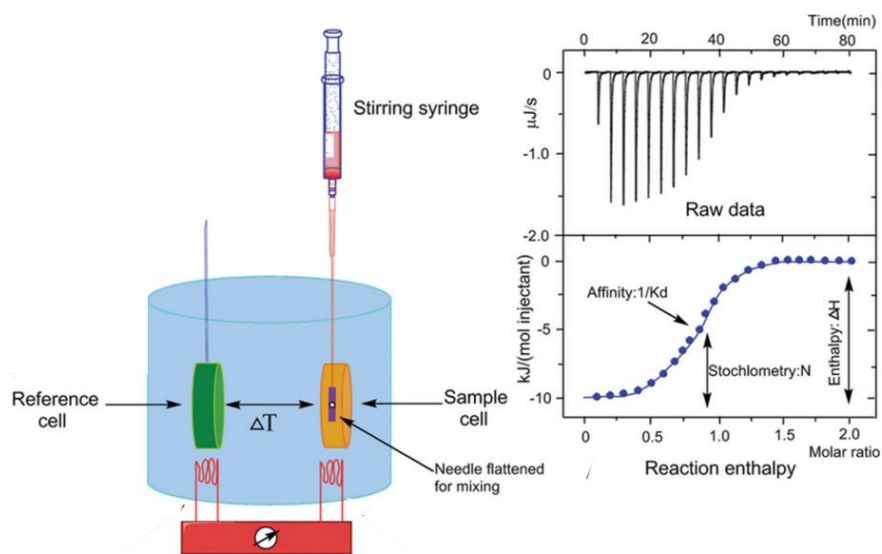 Stirring syringe
Reference
cell
ΔT
Sample
cell
Needle flattened
for mixing
Time(min)
0 20 40 60 80
0
-1.0
-2.0
μJ/s
Raw data
0
-5
-10
kJ/(mol injectant)
Affinity:1/Kd
Stochlometry:N
Enthalpy: ΔH
0 0.5 1.0 1.5 2.0
Molar ratio
Reaction enthalpy